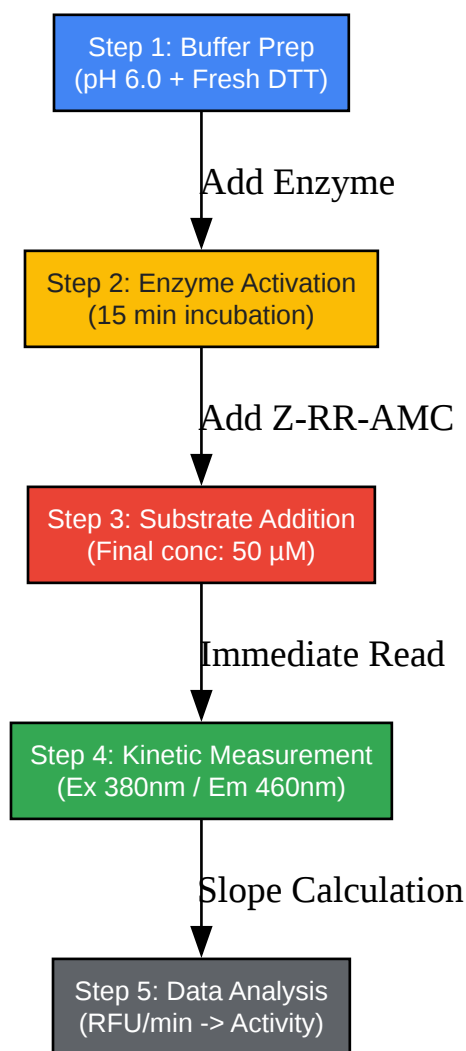 Step 1: Buffer Prep
(pH 6.0 + Fresh DTT)
Add Enzyme
Step 2: Enzyme Activation
(15 min incubation)
Add Z-RR-AMC
Step 3: Substrate Addition
(Final conc: 50 µM)
Immediate Read
Step 4: Kinetic Measurement
(Ex 380nm / Em 460nm)
Slope Calculation
Step 5: Data Analysis
(RFU/min -> Activity)